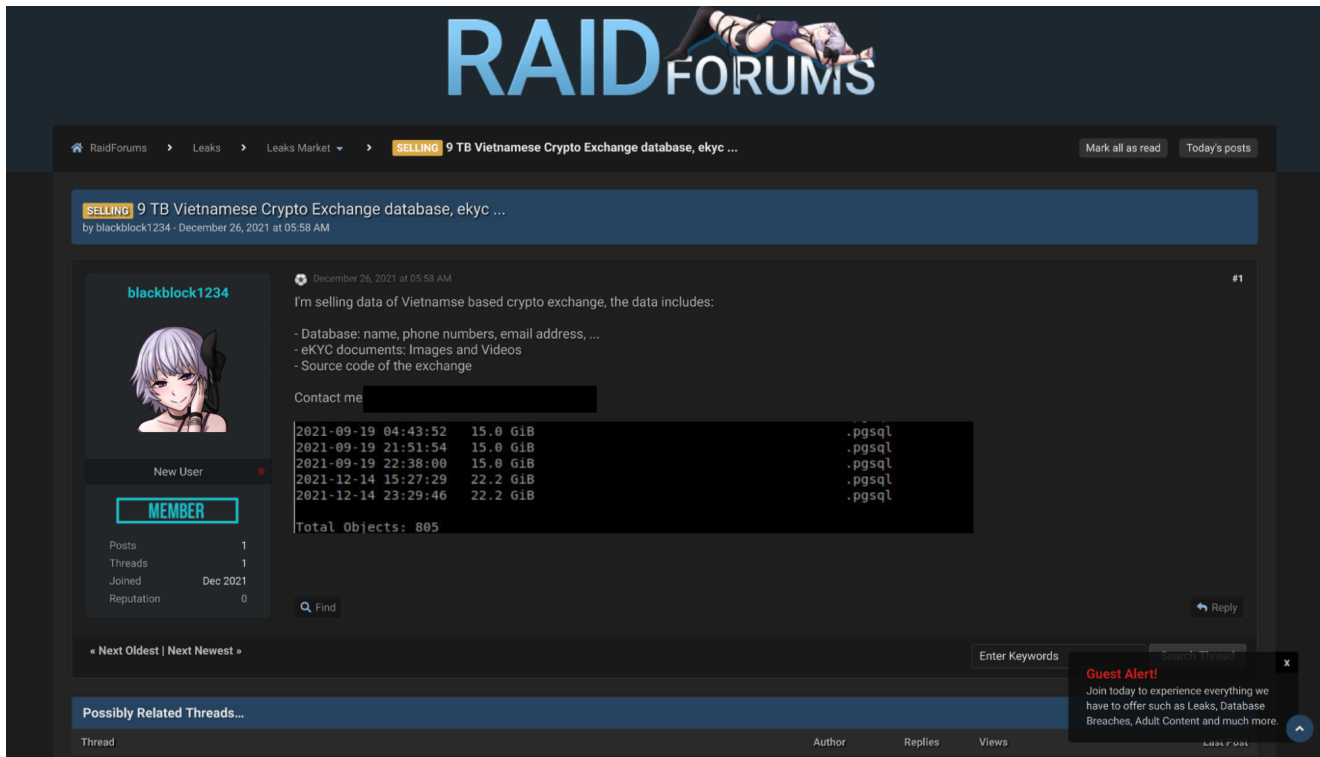 RAID FORUMS
RaidForums > Leaks > Leaks Market > SELLING 9 TB Vietnamese Crypto Exchange database, ekyc ...
Mark all as read Today's posts
SELLING 9 TB Vietnamese Crypto Exchange database, ekyc ...
by blackblock1234 - December 26, 2021 at 05:58 AM
blackblock1234
New User
MEMBER
Posts 1
Threads 1
Joined Dec 2021
Reputation 0
December 26, 2021 at 05:58 AM #1
I'm selling data of Vietnamse based crypto exchange, the data includes:
- Database: name, phone numbers, email address, ...
- eKYC documents: Images and Videos
- Source code of the exchange
Contact me
2021-09-19 04:43:52 15.0 GiB .pgsql
2021-09-19 21:51:54 15.0 GiB .pgsql
2021-09-19 22:38:00 15.0 GiB .pgsql
2021-12-14 15:27:29 22.2 GiB .pgsql
2021-12-14 23:29:46 22.2 GiB .pgsql
Total Objects: 805
Find Reply
« Next Oldest | Next Newest »
Enter Keywords Search Thread
Guest Alert! x
Join today to experience everything we
have to offer such as Leaks, Database
Breaches, Adult Content and much more.
Possibly Related Threads...
Thread Author Replies Views Last Post